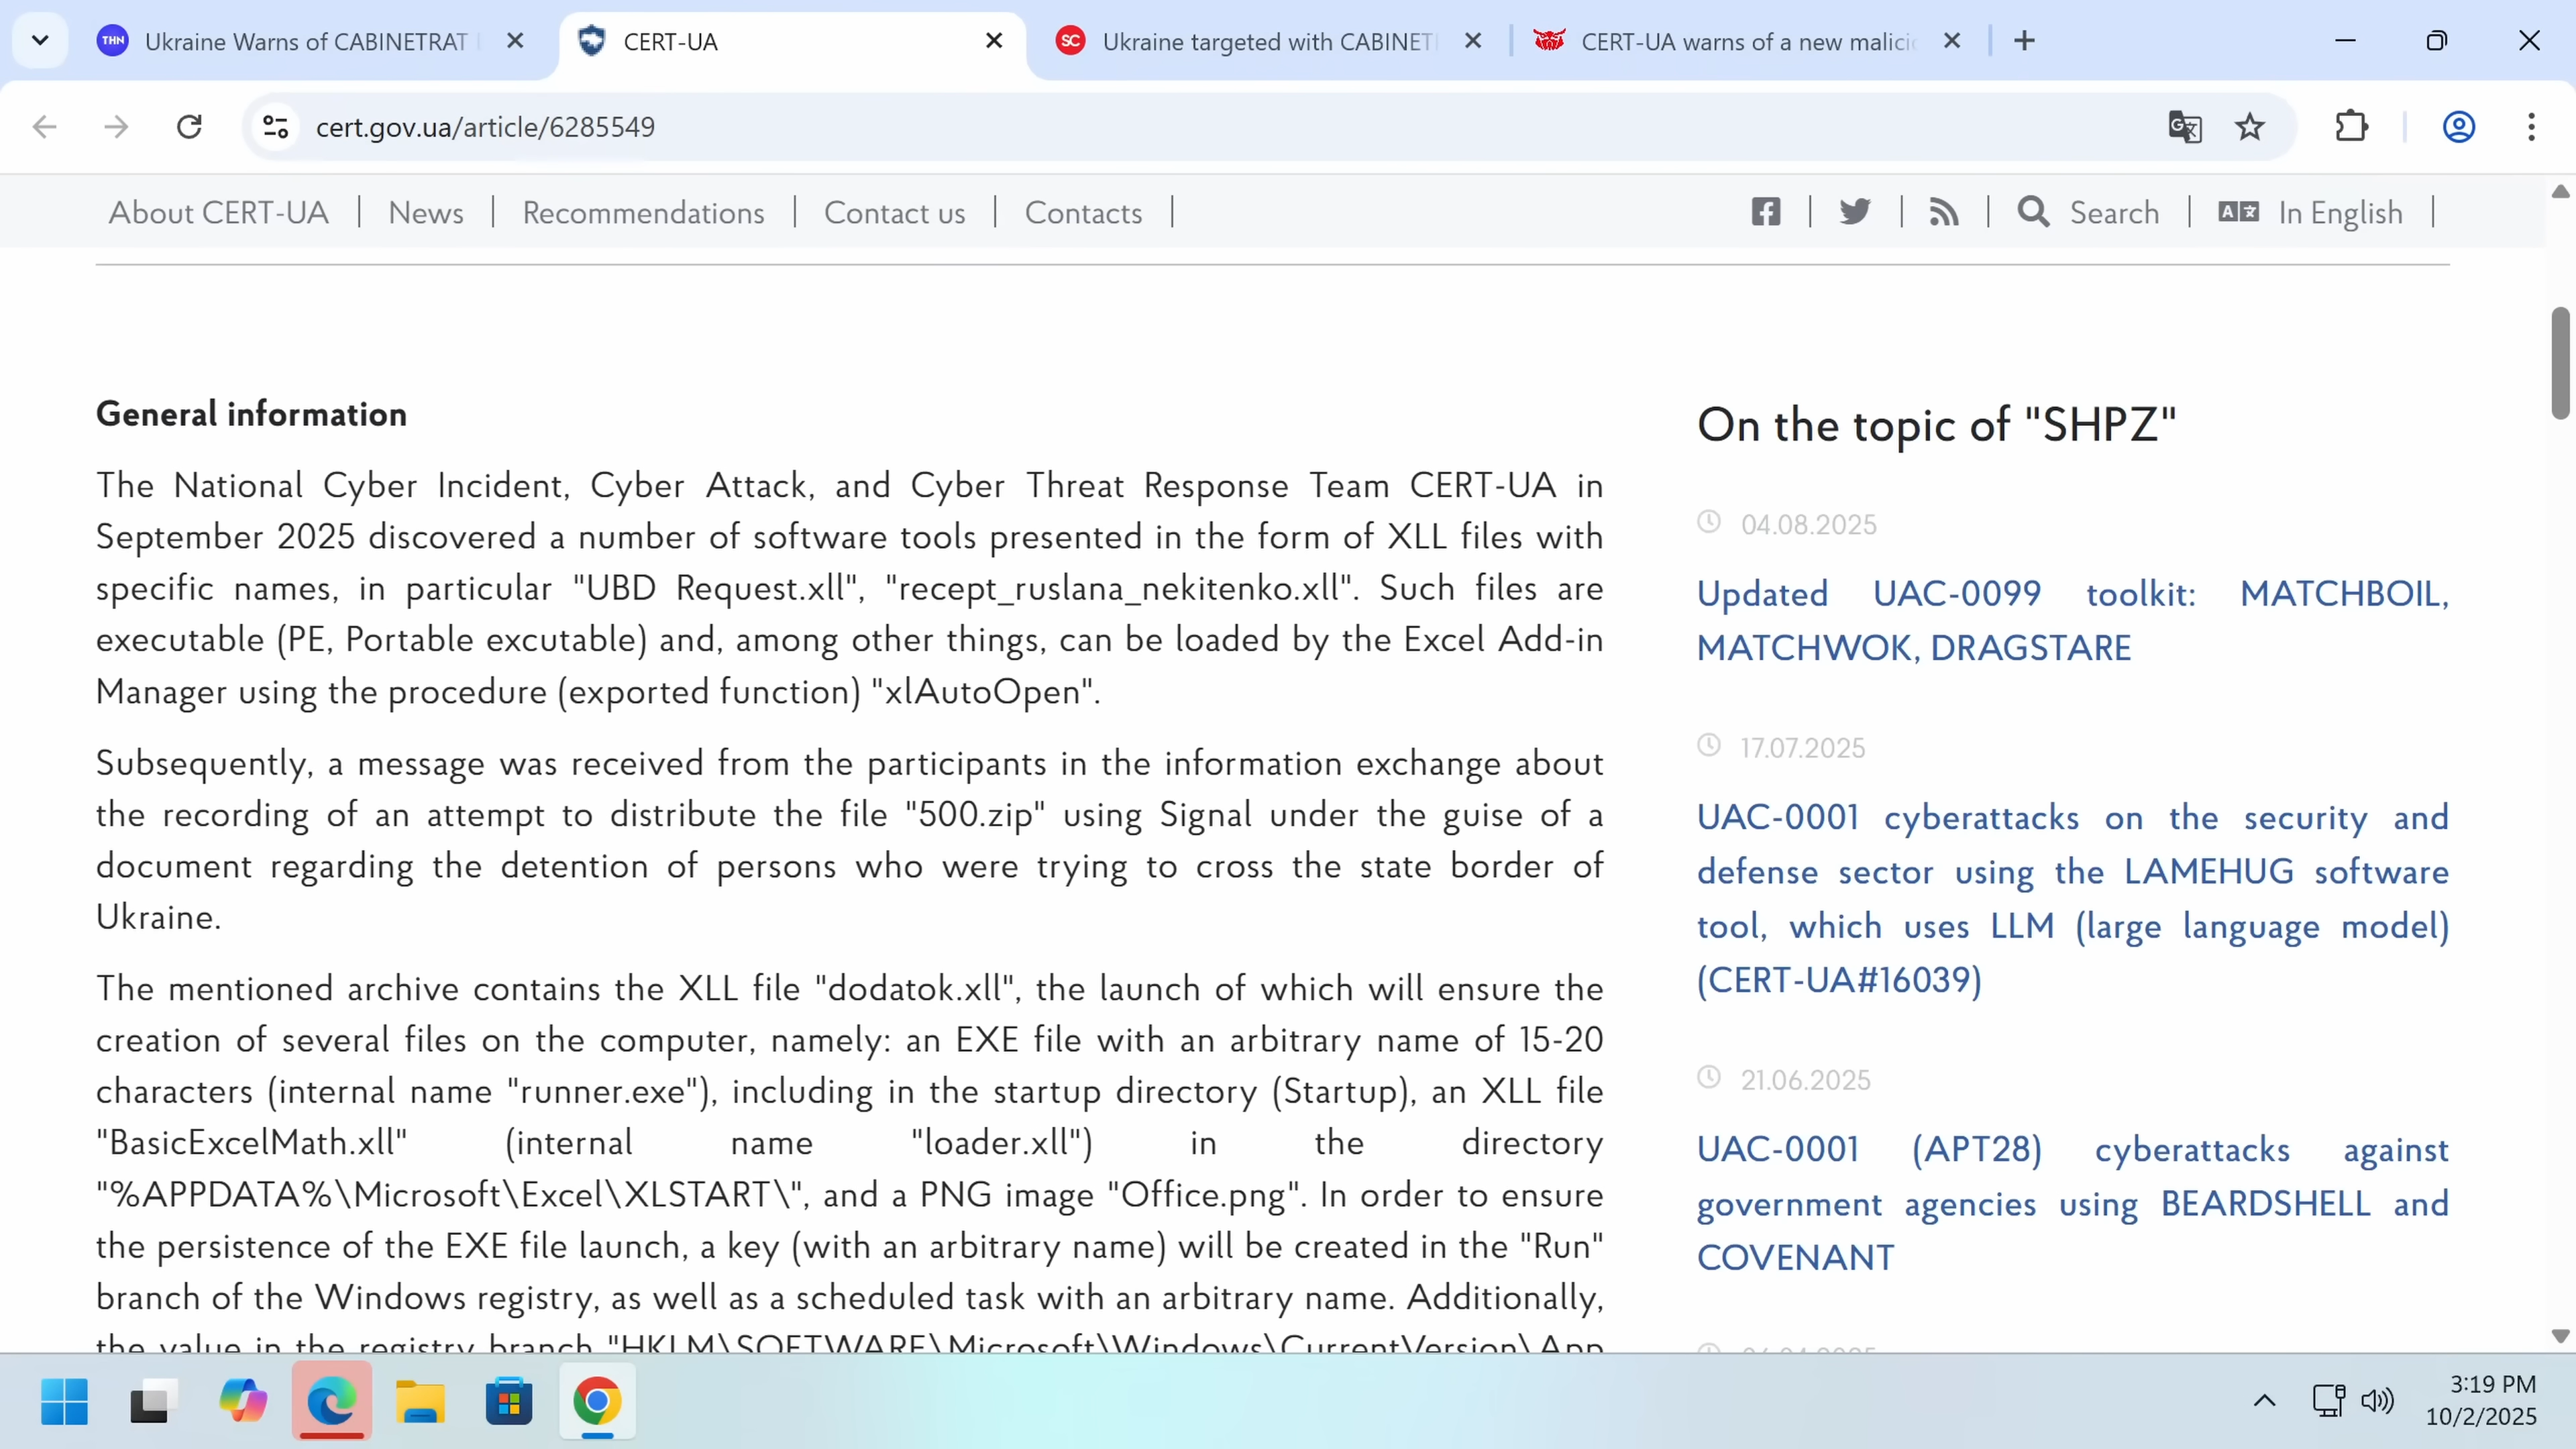 THN Ukraine Warns of CABINETRAT
CERT-UA
SC Ukraine targeted with CABINET
CERT-UA warns of a new malici
cert.gov.ua/article/6285549
About CERT-UA | News | Recommendations | Contact us | Contacts |
Search | In English |
General information
The National Cyber Incident, Cyber Attack, and Cyber Threat Response Team CERT-UA in
September 2025 discovered a number of software tools presented in the form of XLL files with
specific names, in particular "UBD Request.xll", "recept_ruslana_nekitenko.xll". Such files are
executable (PE, Portable excutable) and, among other things, can be loaded by the Excel Add-in
Manager using the procedure (exported function) "xlAutoOpen".
Subsequently, a message was received from the participants in the information exchange about
the recording of an attempt to distribute the file "500.zip" using Signal under the guise of a
document regarding the detention of persons who were trying to cross the state border of
Ukraine.
The mentioned archive contains the XLL file "dodatok.xll", the launch of which will ensure the
creation of several files on the computer, namely: an EXE file with an arbitrary name of 15-20
characters (internal name "runner.exe"), including in the startup directory (Startup), an XLL file
"BasicExcelMath.xll" (internal name "loader.xll") in the directory
"%APPDATA%\Microsoft\Excel\XLSTART\", and a PNG image "Office.png". In order to ensure
the persistence of the EXE file launch, a key (with an arbitrary name) will be created in the "Run"
branch of the Windows registry, as well as a scheduled task with an arbitrary name. Additionally,
the value in the registry branch "HKLM\SOFTWARE\Microsoft\Windows\CurrentVersion\App
On the topic of "SHPZ"
04.08.2025
Updated UAC-0099 toolkit: MATCHBOIL,
MATCHWOK, DRAGSTARE
17.07.2025
UAC-0001 cyberattacks on the security and
defense sector using the LAMEHUG software
tool, which uses LLM (large language model)
(CERT-UA#16039)
21.06.2025
UAC-0001 (APT28) cyberattacks against
government agencies using BEARDSHELL and
COVENANT
3:19 PM
10/2/2025